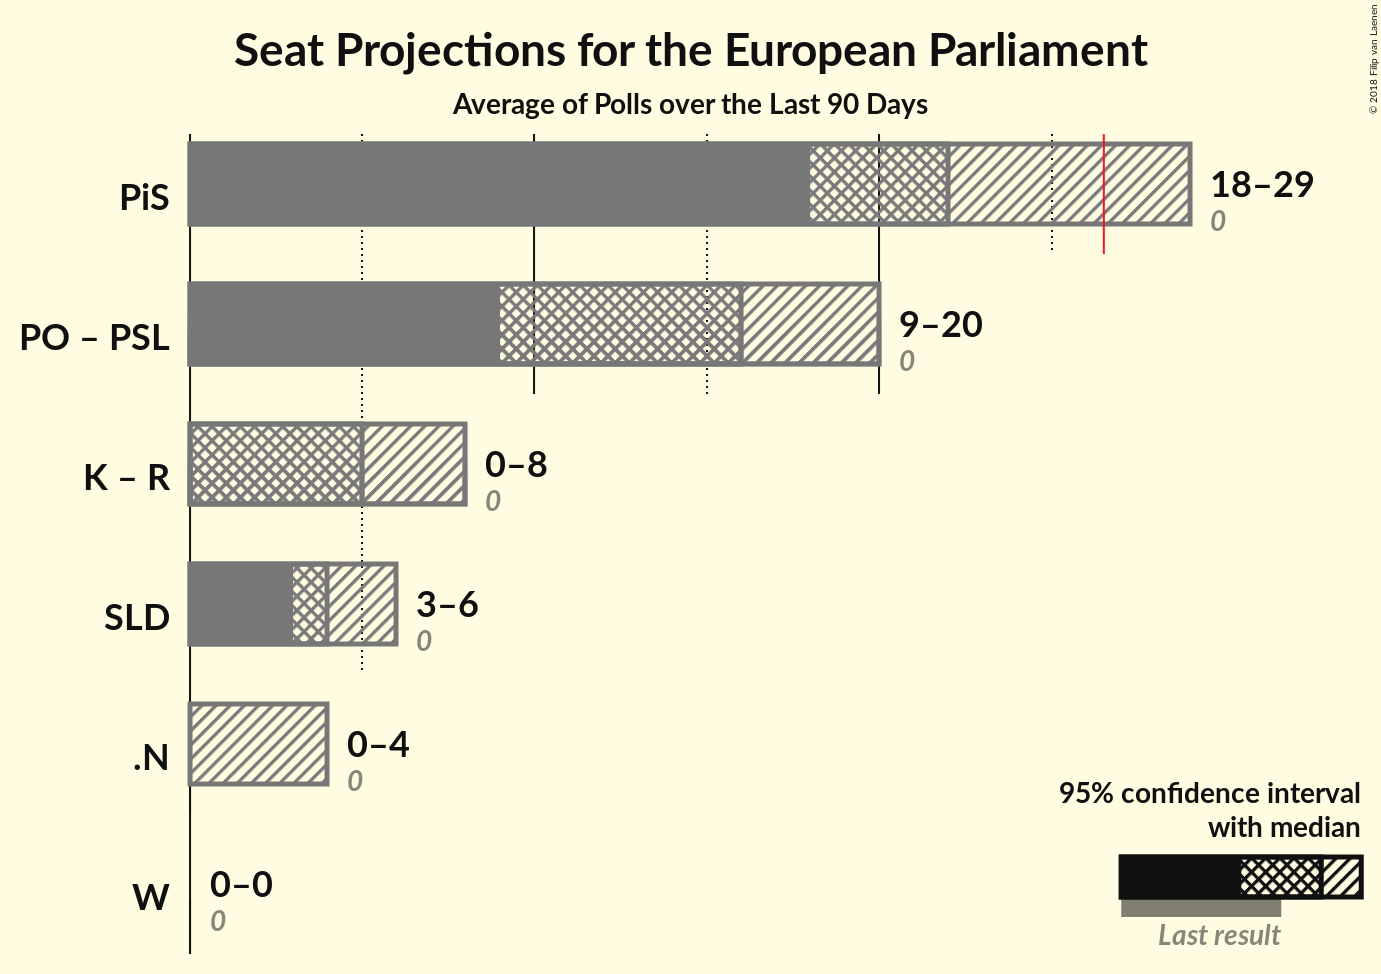 Seat Projections for the European Parliament
Average of Polls over the Last 90 Days
© 2018 Filip van Laenen
PiS
18–29
0
PO – PSL
9–20
0
K – R
0–8
0
SLD
3–6
0
.N
0–4
0
W
0–0
0
95% confidence interval
with median
Last result